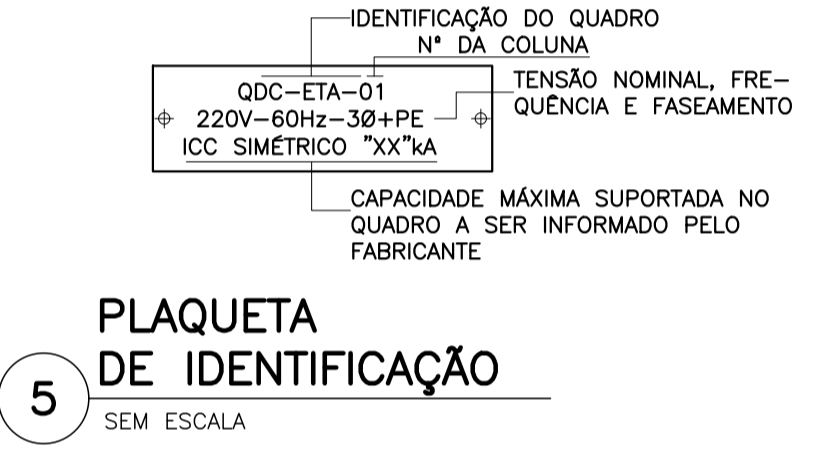 IDENTIFICAÇÃO DO QUADRO
Nª DA COLUNA
QDC-ETA-01
220V-60Hz-3Ø+PE
ICC SIMÉTRICO "XX"kA
TENSÃO NOMINAL, FRE-
QUÊNCIA E FASEAMENTO
CAPACIDADE MÁXIMA SUPORTADA NO
QUADRO A SER INFORMADO PELO
FABRICANTE
PLAQUETA
DE IDENTIFICAÇÃO
5
SEM ESCALA